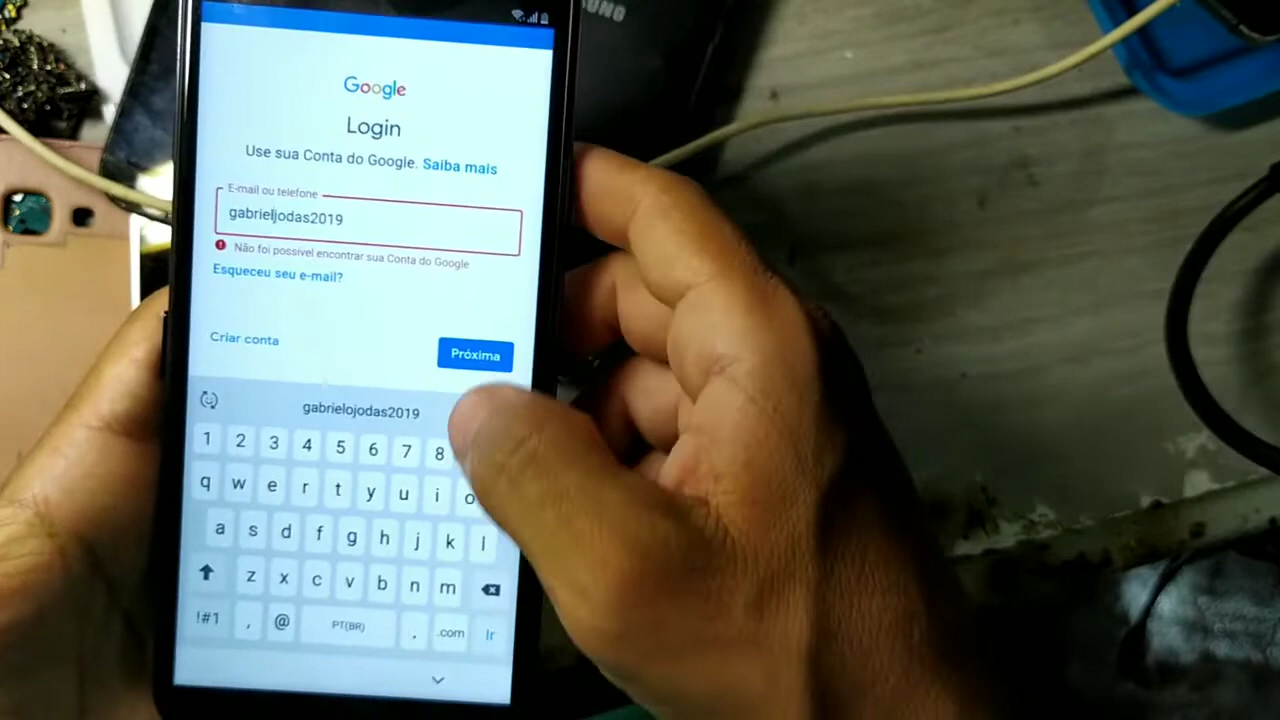 SUNG
Google
Login
Use sua Conta do Google. Saiba mais
E-mail ou telefone
gabrieljodas2019
Não foi possível encontrar sua Conta do Google
Esqueceu seu e-mail?
Criar conta
Próxima
gabrielojodas2019
1 2 3 4 5 6 7 8
q w e r t y u i o
a s d f g h j k l
z x c v b n m
!#1 , @ PT(BR) . .com Ir